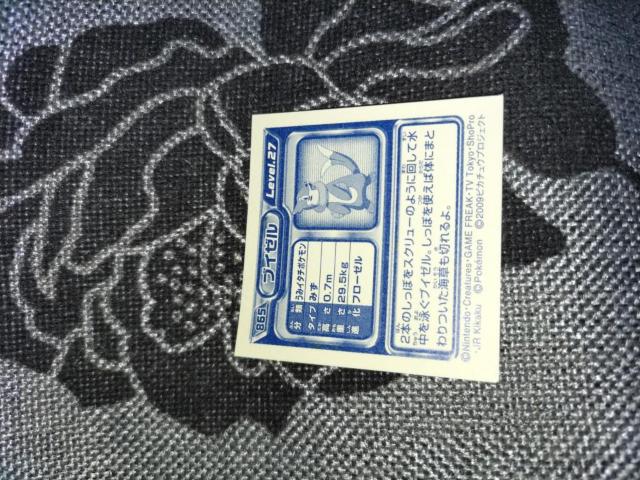 865 ブイゼル Level.27
分類 うみイタチポケモン
タイプ みず
高さ 0.7m
重さ 29.5kg
進化 フローゼル
2本のしっぽをスクリューのように回して水
中を泳ぐブイゼル。しっぽを使えば体にまと
わりついた海草も切れるよ。
©Nintendo・Creatures・GAME FREAK・TV Tokyo・ShoPro
・JR Kikaku ©Pokémon ©2009ピカチュウプロジェクト